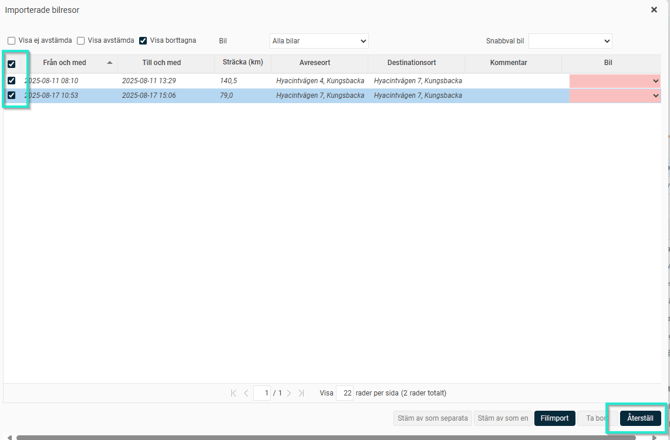 Importerade bilresor
Visa ej avstämda Visa avstämda Visa borttagna Bil Alla bilar Snabbval bil
Från och med Till och med Sträcka (km) Avreseort Destinationsort Kommentar Bil
2025-08-11 08:10 2025-08-11 13:29 140,5 Hyacintvägen 4, Kungsbacka Hyacintvägen 7, Kungsbacka
2025-08-17 10:53 2025-08-17 15:06 79,0 Hyacintvägen 7, Kungsbacka Hyacintvägen 7, Kungsbacka
1 / 1 Visa 22 rader per sida (2 rader totalt)
Stäm av som separata Stäm av som en Filimport Ta Återställ